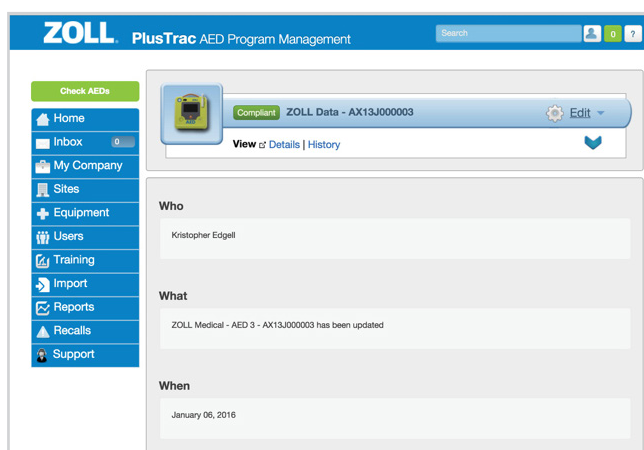 ZOLL. PlusTrac AED Program Management
Search
0
?
Check AEDs
Home
Inbox 0
My Company
Sites
Equipment
Users
Training
Import
Reports
Recalls
Support
AED
Compliant ZOLL Data - AX13J000003
Edit
View Details | History
Who
Kristopher Edgell
What
ZOLL Medical - AED 3 - AX13J000003 has been updated
When
January 06, 2016